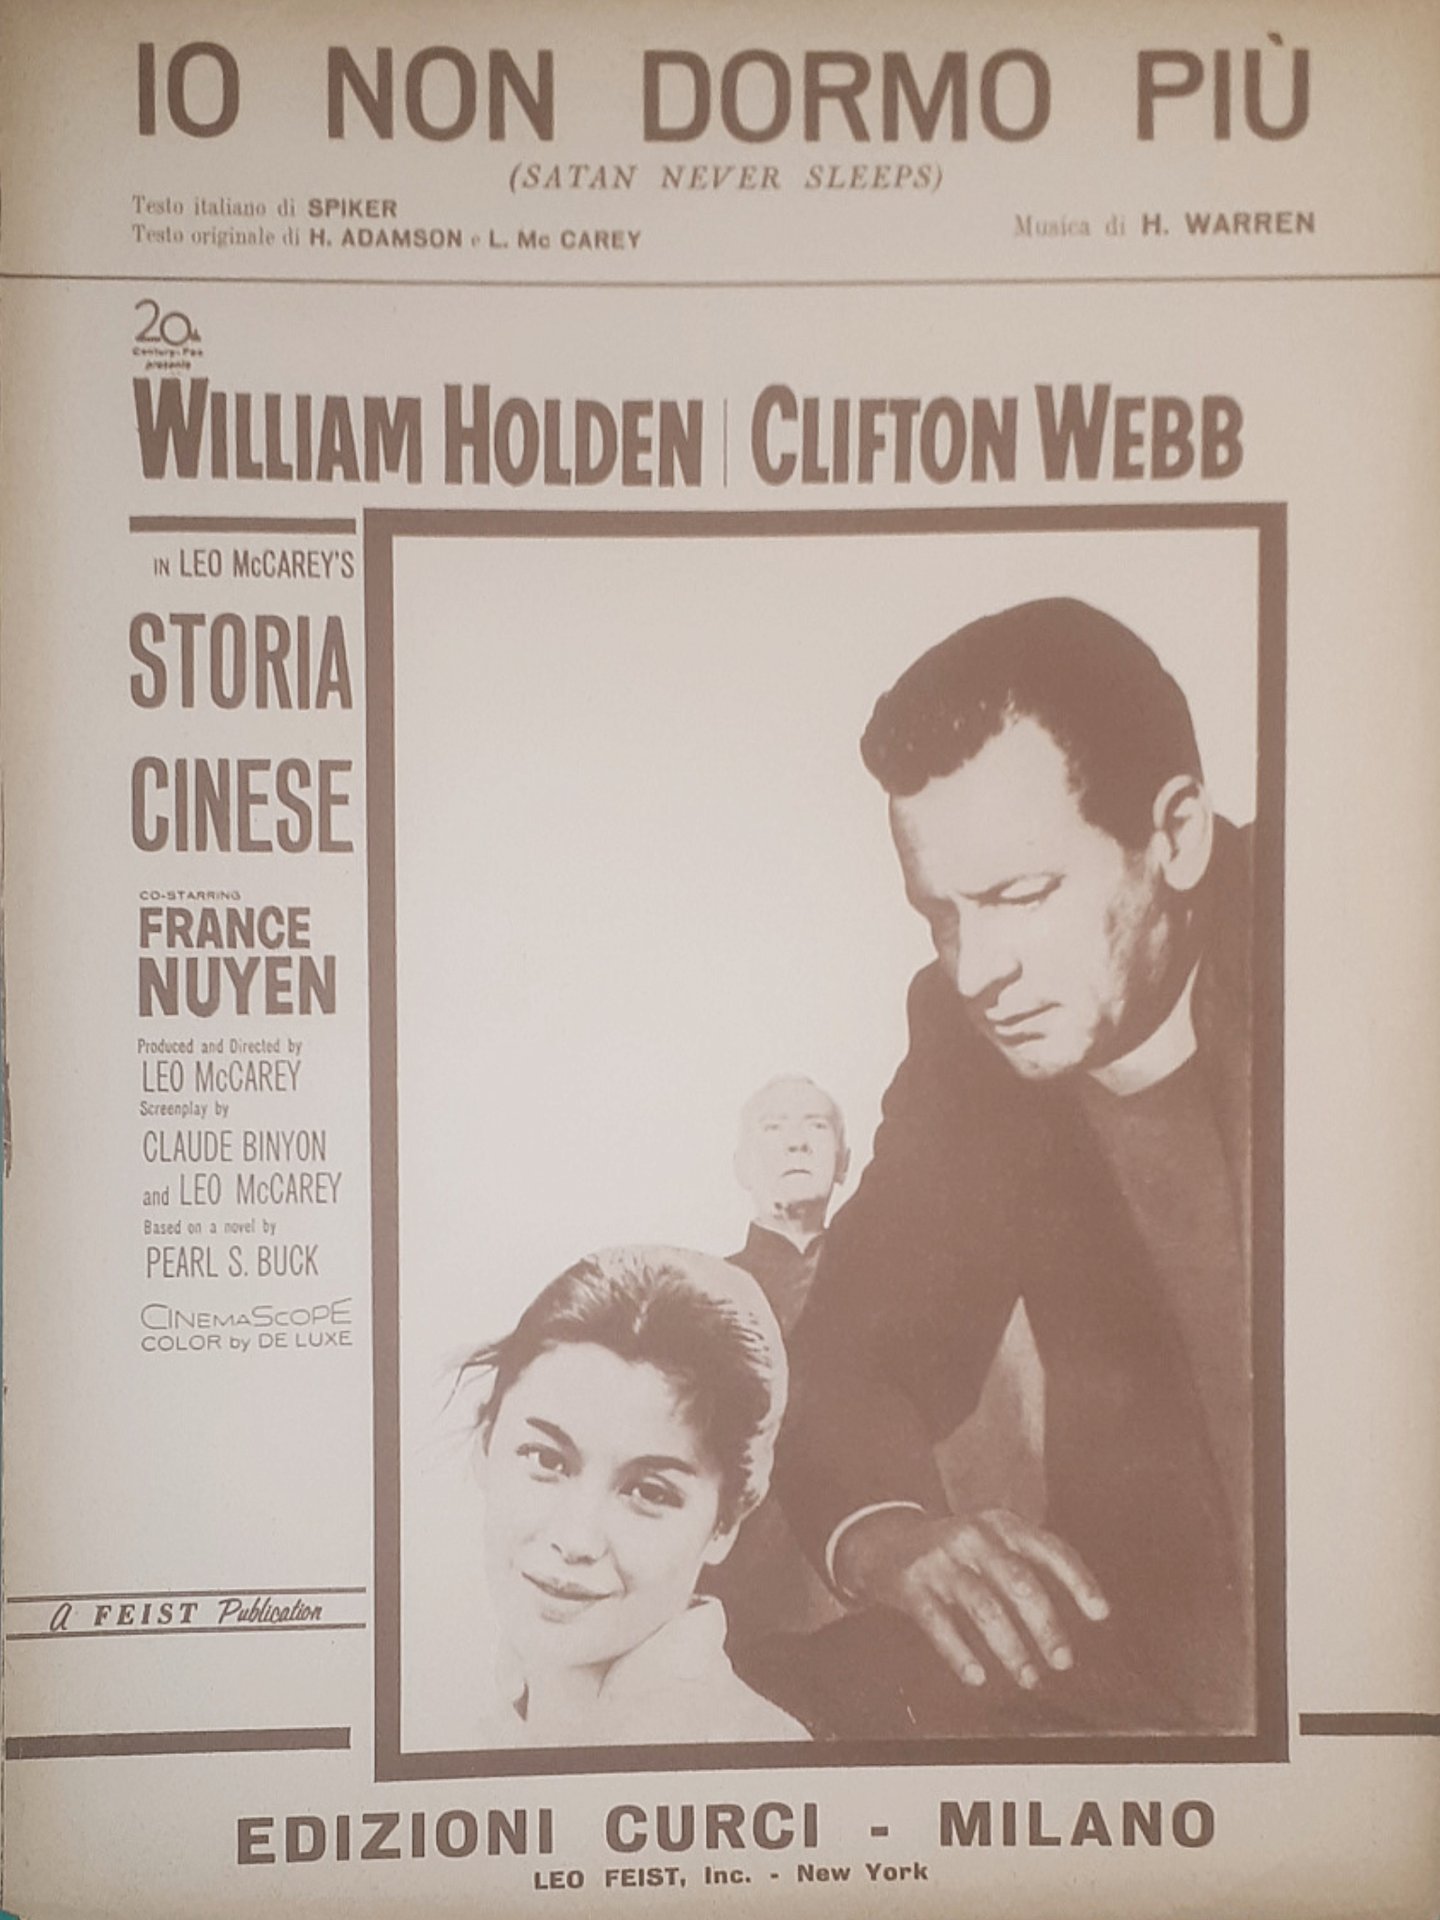 IO NON DORMO PIÙ
(SATAN NEVER SLEEPS)
Testo italiano di SPIKER
Testo originale di H. ADAMSON e L. Mc CAREY
Musica di H. WARREN
20th
Century-Fox
presents
WILLIAM HOLDEN | CLIFTON WEBB
IN LEO McCAREY'S
STORIA
CINESE
CO-STARRING
FRANCE
NUYEN
Produced and Directed by
LEO McCAREY
Screenplay by
CLAUDE BINYON
and LEO McCAREY
Based on a novel by
PEARL S. BUCK
CINEMASCOPE
COLOR by DE LUXE
A FEIST Publication
EDIZIONI CURCI - MILANO
LEO FEIST, Inc. - New York